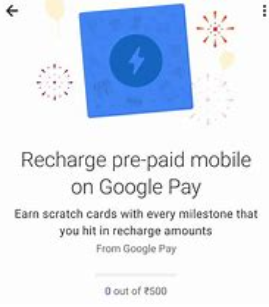 Recharge pre-paid mobile
on Google Pay
Earn scratch cards with every milestone that
you hit in recharge amounts
From Google Pay
0 out of ₹500